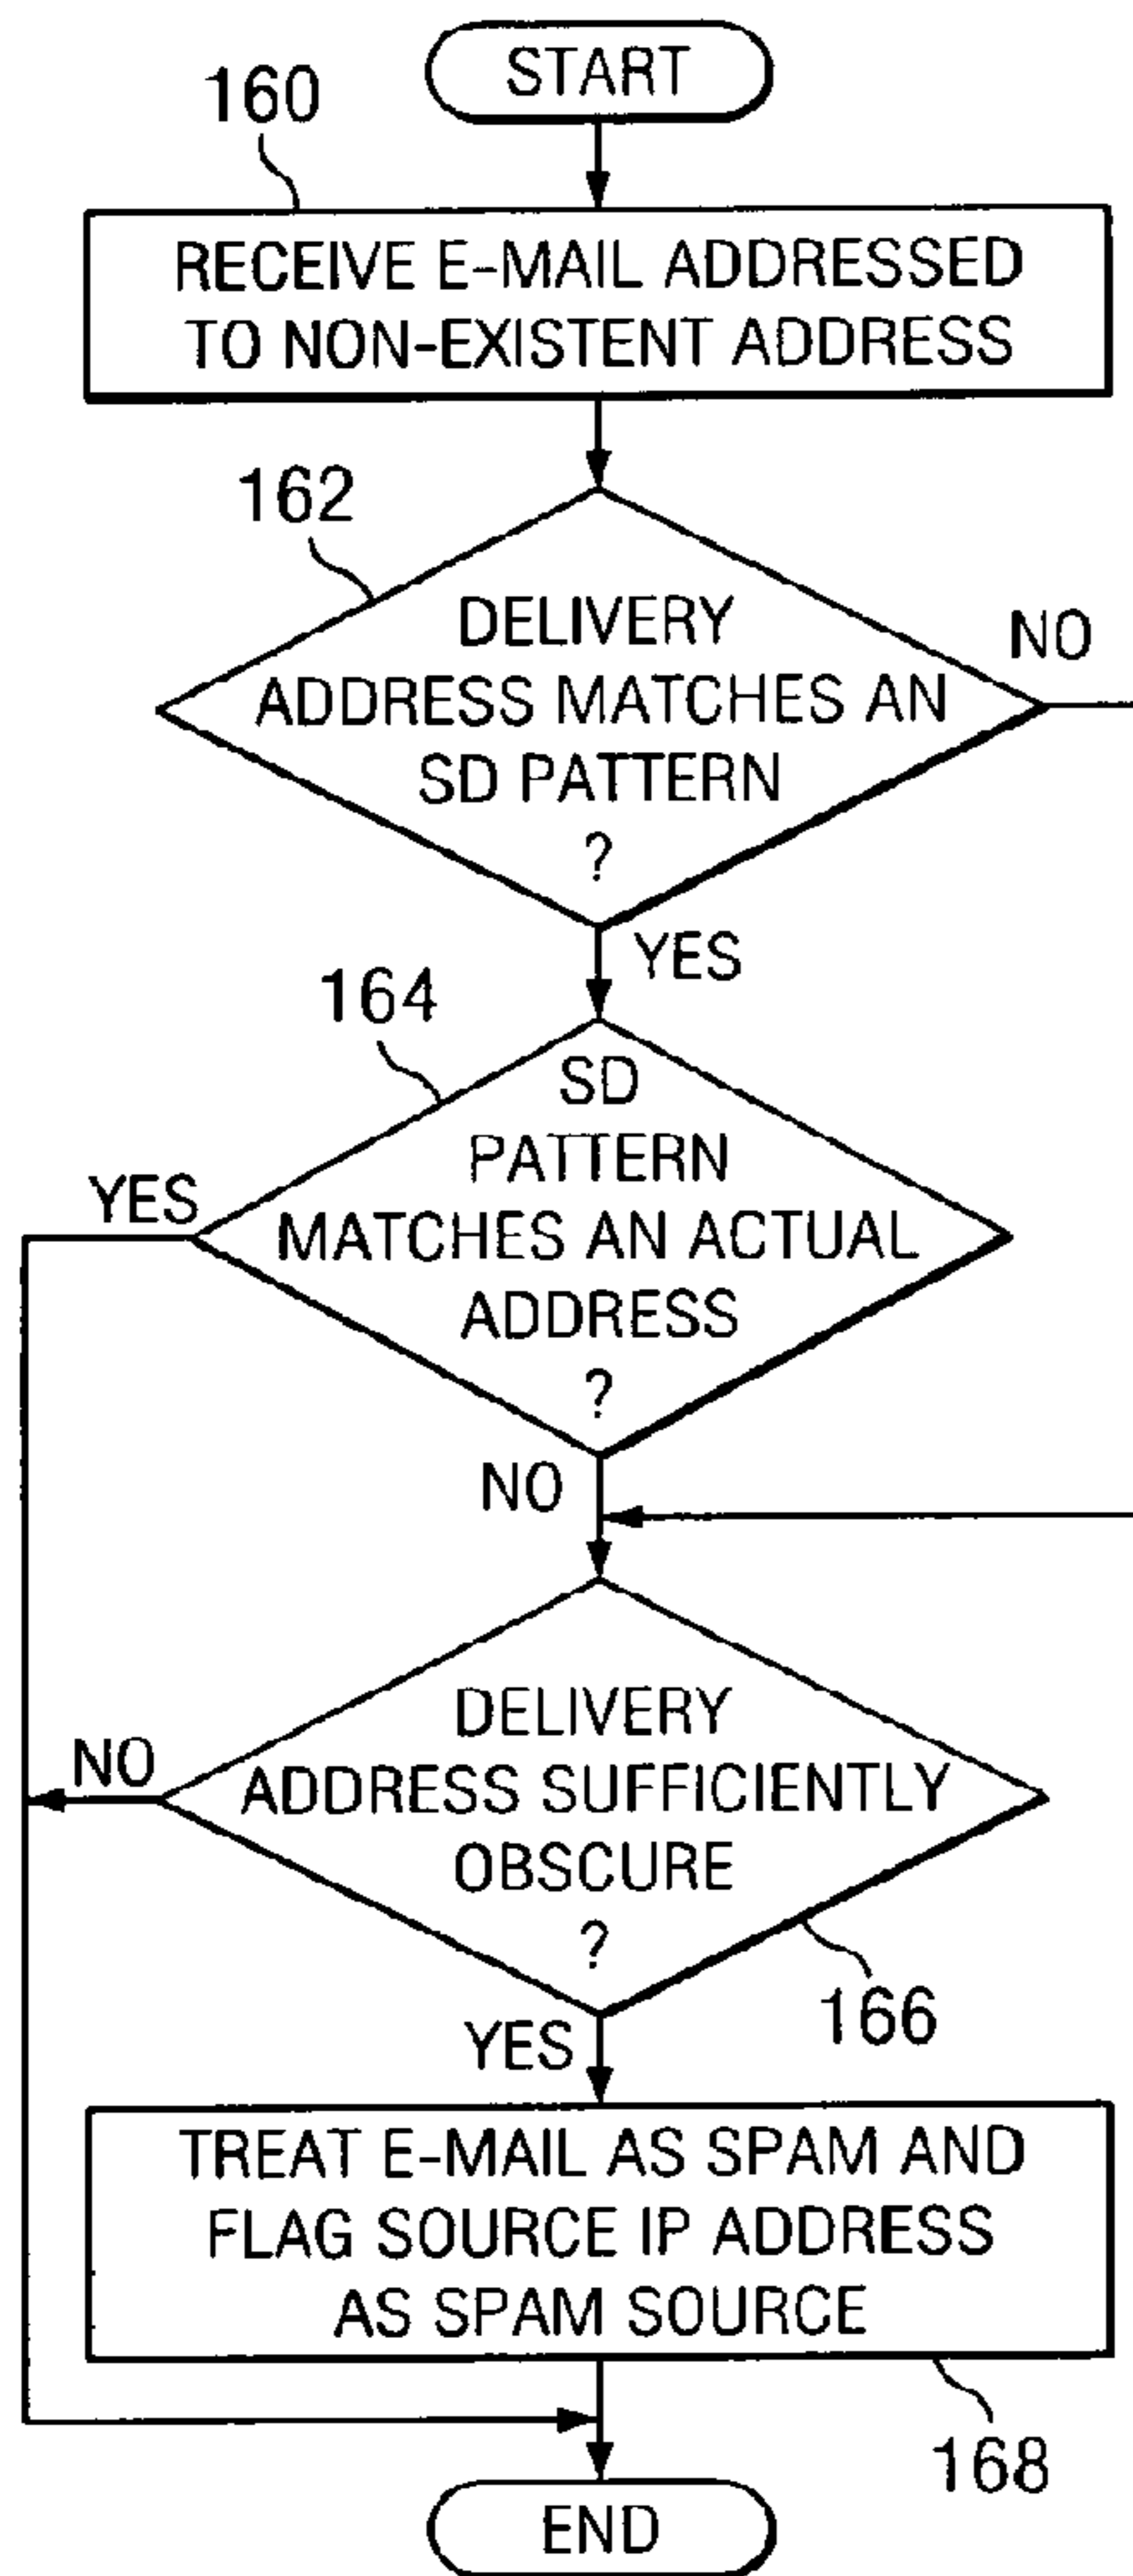 START
160
RECEIVE E-MAIL ADDRESSED
TO NON-EXISTENT ADDRESS
162
DELIVERY
ADDRESS MATCHES AN
SD PATTERN
?
NO
YES
164
SD
PATTERN
MATCHES AN ACTUAL
ADDRESS
?
YES
NO
DELIVERY
ADDRESS SUFFICIENTLY
OBSCURE
?
NO
166
YES
TREAT E-MAIL AS SPAM AND
FLAG SOURCE IP ADDRESS
AS SPAM SOURCE
168
END